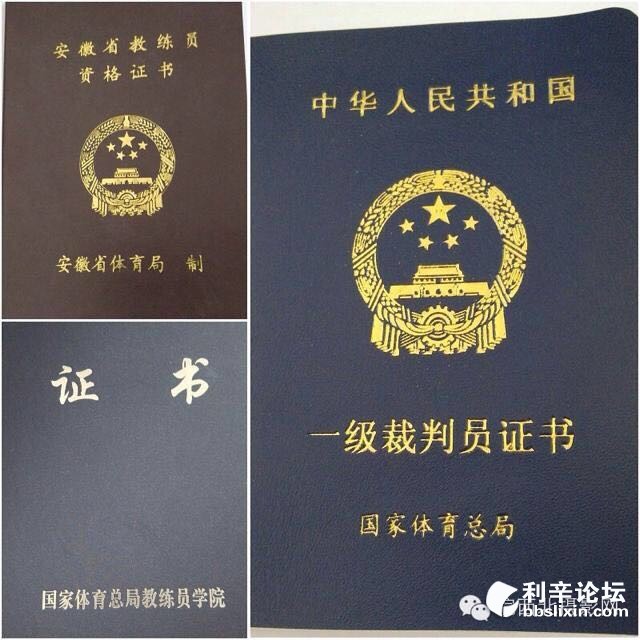 安徽省教练员
资格证书
安徽省体育局 制
证书
国家体育总局教练员学院
中华人民共和国
一级裁判员证书
国家体育总局
利辛论坛
bbslixin.com